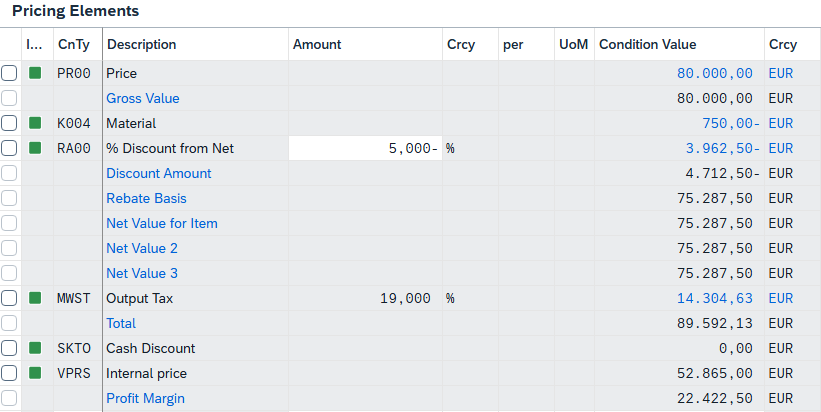 Pricing Elements
I... CnTy Description Amount Crcy per UoM Condition Value Crcy
PR00 Price 80.000,00 EUR
Gross Value 80.000,00 EUR
K004 Material 750,00- EUR
RA00 % Discount from Net 5,000- % 3.962,50- EUR
Discount Amount 4.712,50- EUR
Rebate Basis 75.287,50 EUR
Net Value for Item 75.287,50 EUR
Net Value 2 75.287,50 EUR
Net Value 3 75.287,50 EUR
MWST Output Tax 19,000 % 14.304,63 EUR
Total 89.592,13 EUR
SKTO Cash Discount 0,00 EUR
VPRS Internal price 52.865,00 EUR
Profit Margin 22.422,50 EUR